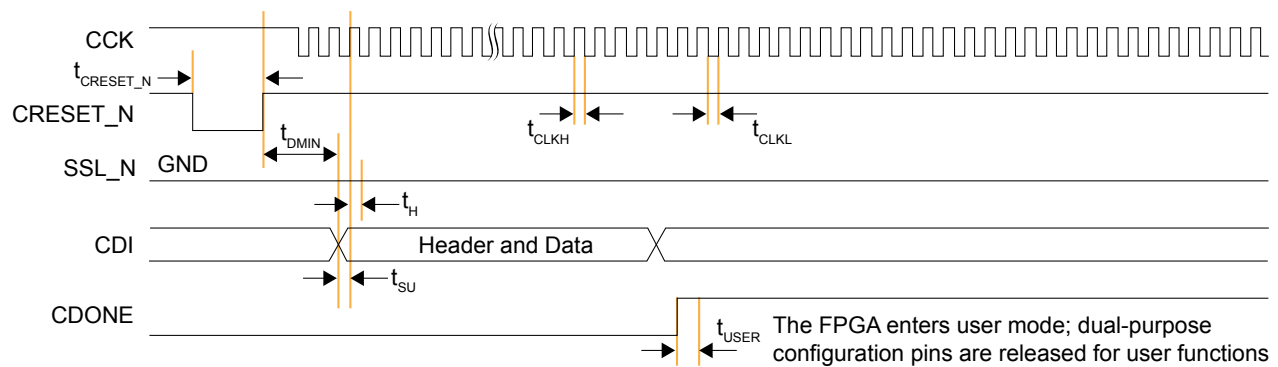 CCK
tCRESET_N
CRESET_N
tDMIN
tCLKH
tCLKL
SSL_N
GND
tH
CDI
Header and Data
tSU
CDONE
tUSER
The FPGA enters user mode; dual-purpose
configuration pins are released for user functions